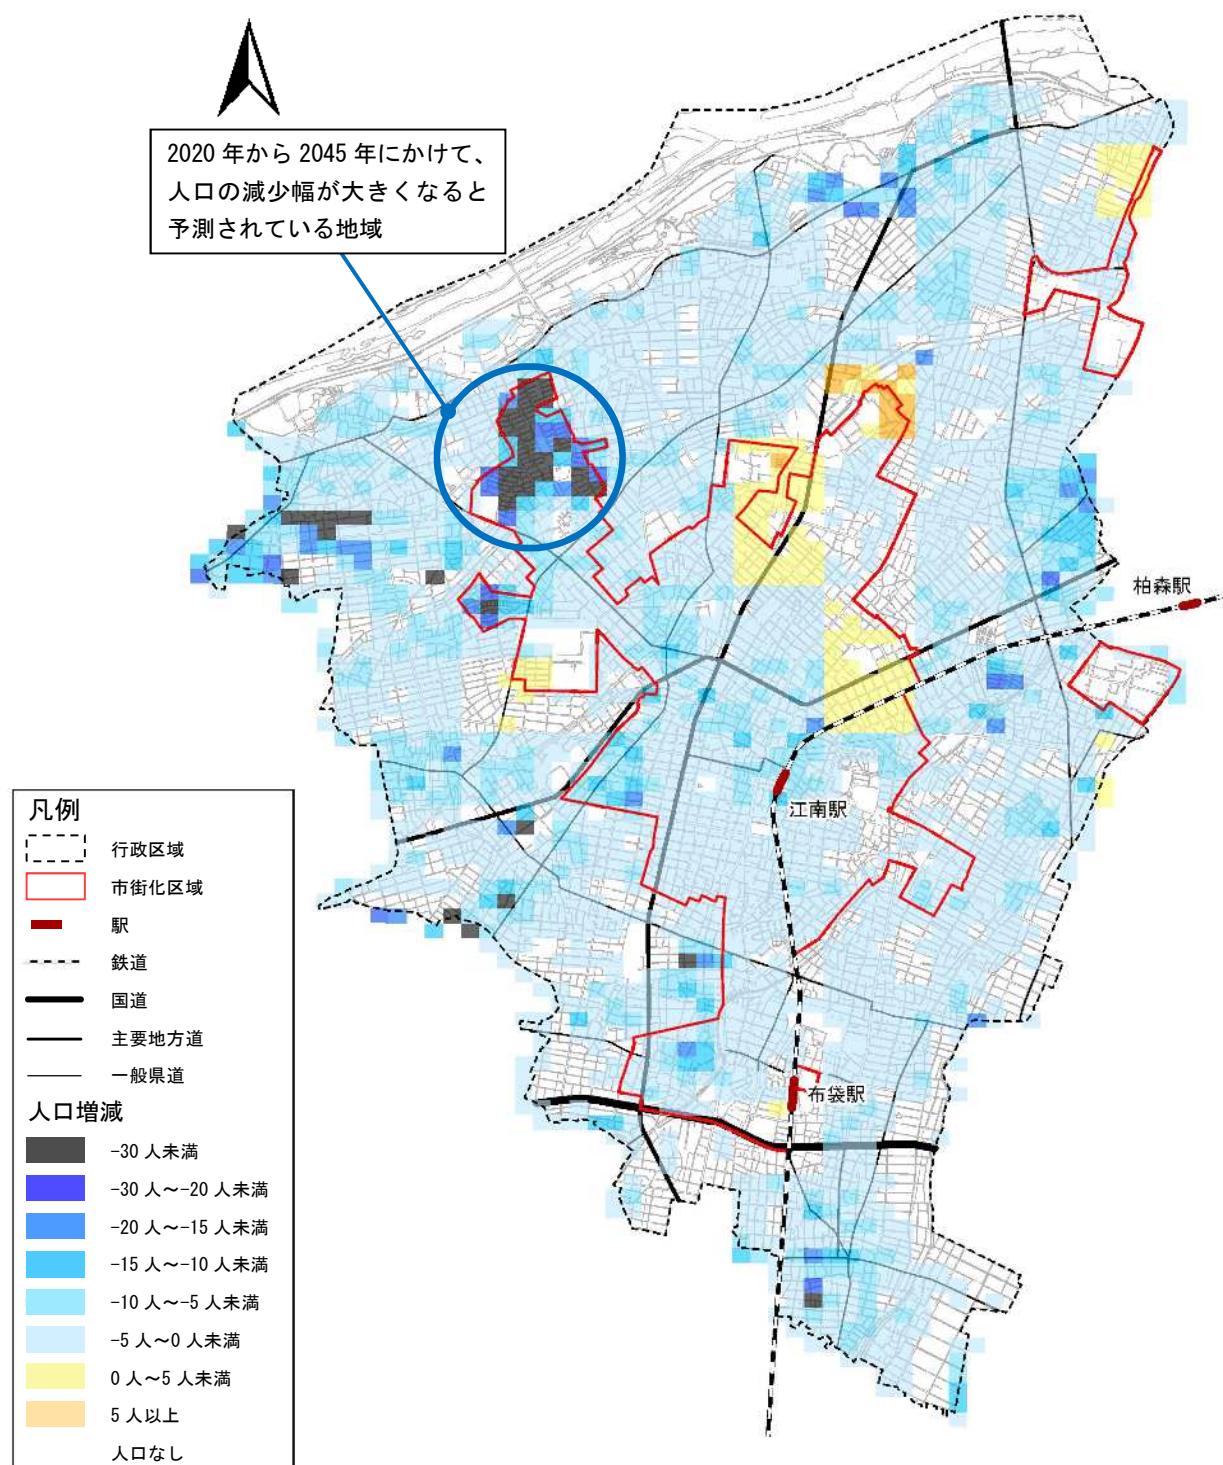 2020 年から 2045 年にかけて、
人口の減少幅が大きくなると
予測されている地域
柏森駅
江南駅
布袋駅
凡例
行政区域
市街化区域
駅
鉄道
国道
主要地方道
一般県道
人口増減
-30 人未満
-30 人～-20 人未満
-20 人～-15 人未満
-15 人～-10 人未満
-10 人～-5 人未満
-5 人～0 人未満
0 人～5 人未満
5 人以上
人口なし